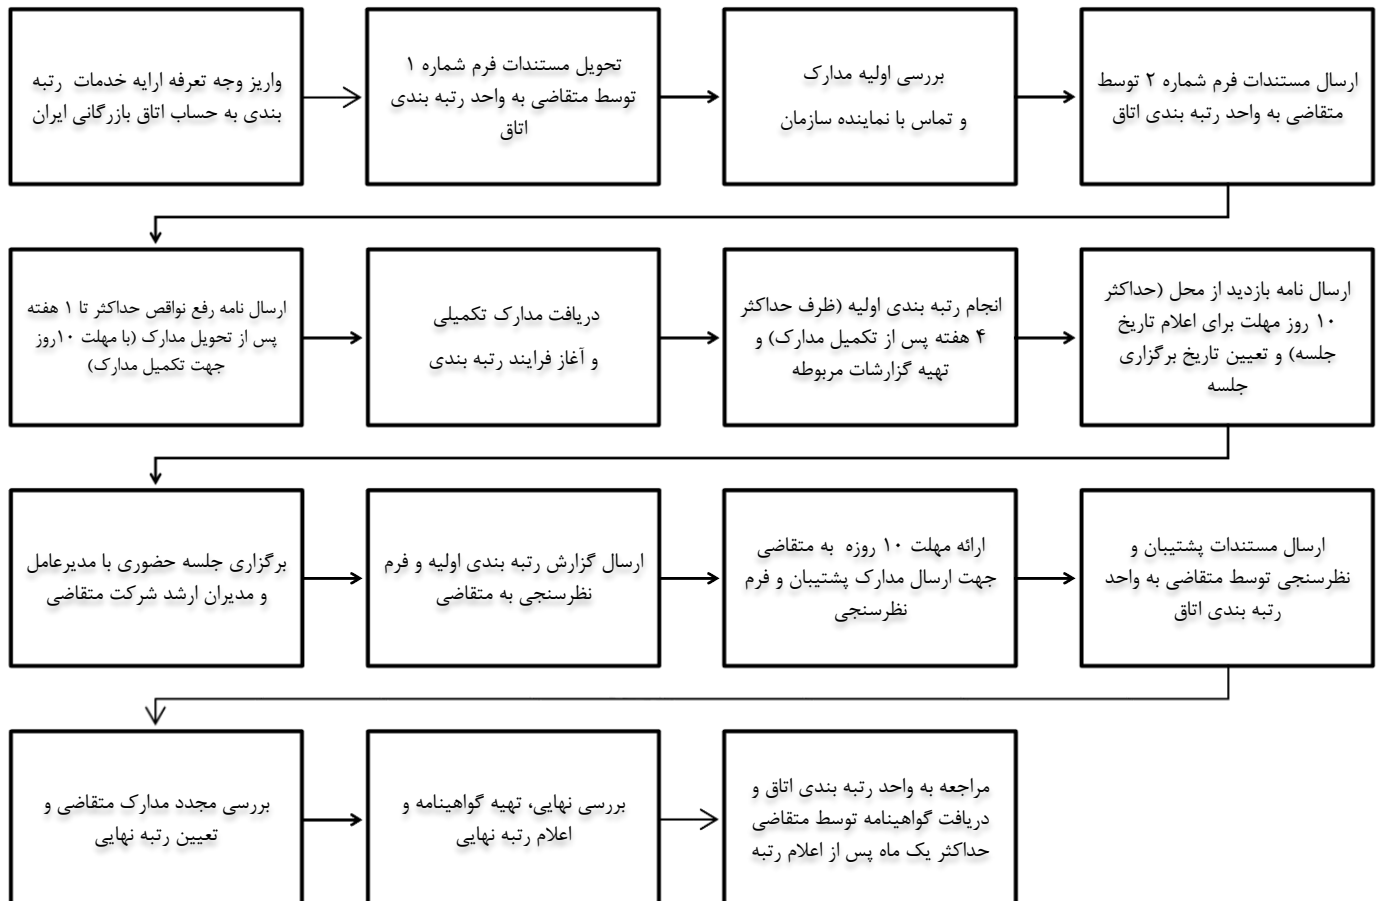 واریز وجه تعرفه ارایه خدمات رتبه
بندی به حساب اتاق بازرگانی ایران
تحویل مستندات فرم شماره ۱
توسط متقاضی به واحد رتبه بندی
اتاق
بررسی اولیه مدارک
و تماس با نماینده سازمان
ارسال مستندات فرم شماره ۲ توسط
متقاضی به واحد رتبه بندی اتاق
ارسال نامه رفع نواقص حداکثر تا ۱ هفته
پس از تحویل مدارک (با مهلت ۱۰روز
جهت تکمیل مدارک)
دریافت مدارک تکمیلی
و آغاز فرایند رتبه بندی
انجام رتبه بندی اولیه (ظرف حداکثر
۴ هفته پس از تکمیل مدارک) و
تهیه گزارشات مربوطه
ارسال نامه بازدید از محل (حداکثر
۱۰ روز مهلت برای اعلام تاریخ
جلسه) و تعیین تاریخ برگزاری
جلسه
برگزاری جلسه حضوری با مدیرعامل
و مدیران ارشد شرکت متقاضی
ارسال گزارش رتبه بندی اولیه و فرم
نظرسنجی به متقاضی
ارائه مهلت ۱۰ روزه به متقاضی
جهت ارسال مدارک پشتیبان و فرم
نظرسنجی
ارسال مستندات پشتیبان و
نظرسنجی توسط متقاضی به واحد
رتبه بندی اتاق
بررسی مجدد مدارک متقاضی و
تعیین رتبه نهایی
بررسی نهایی، تهیه گواهینامه و
اعلام رتبه نهایی
مراجعه به واحد رتبه بندی اتاق و
دریافت گواهینامه توسط متقاضی
حداکثر یک ماه پس از اعلام رتبه